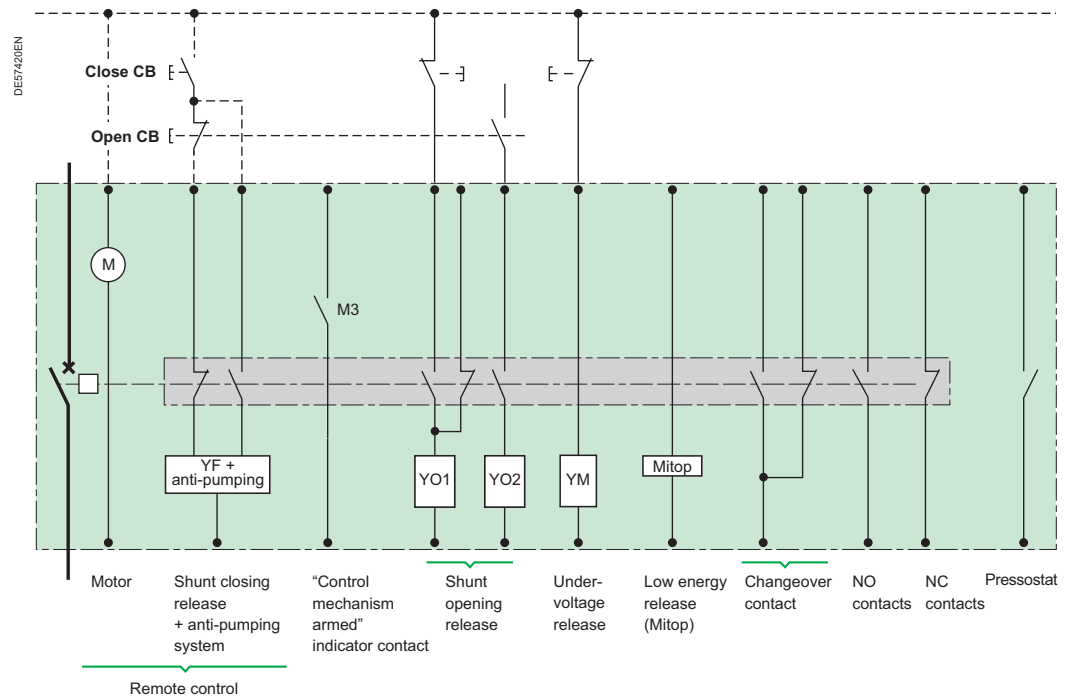 DE57420EN
Close CB
Open CB
M
M3
YF +
anti-pumping
YO1
YO2
YM
Mitop
Motor
Shunt closing
release
+ anti-pumping
system
“Control
mechanism
armed”
indicator contact
Shunt
opening
release
Under-
voltage
release
Low energy
release
(Mitop)
Changeover
contact
NO
contacts
NC
contacts
Pressostat
Remote control